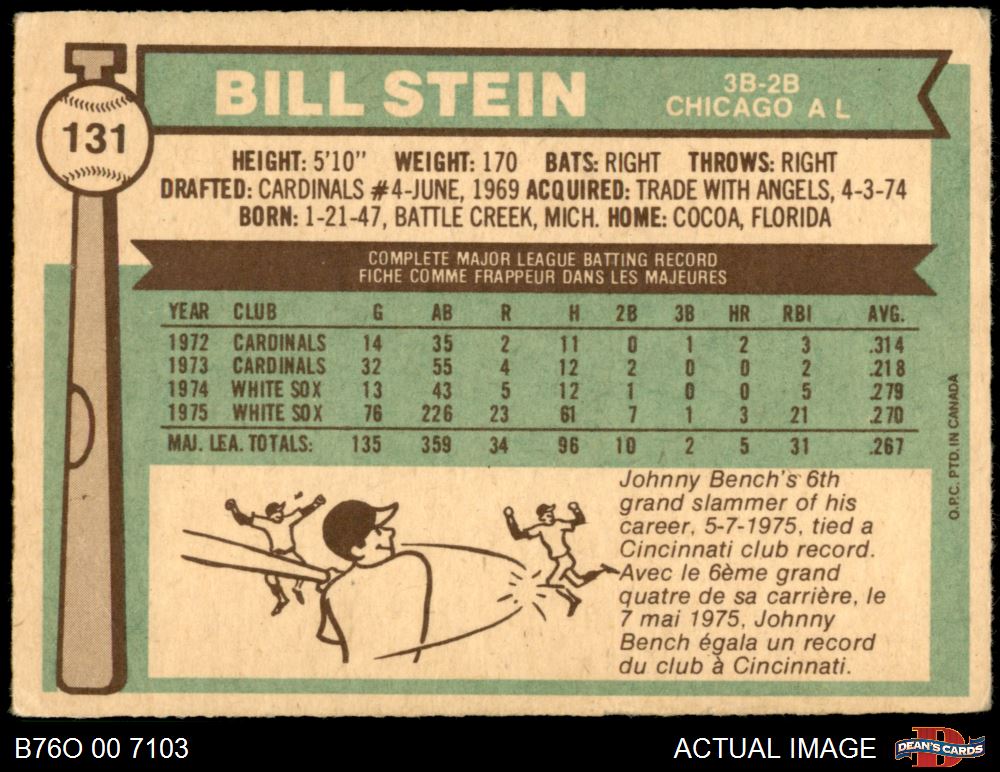 131
BILL STEIN
3B-2B
CHICAGO A L
HEIGHT: 5'10" WEIGHT: 170 BATS: RIGHT THROWS: RIGHT
DRAFTED: CARDINALS #4-JUNE, 1969 ACQUIRED: TRADE WITH ANGELS, 4-3-74
BORN: 1-21-47, BATTLE CREEK, MICH. HOME: COCOA, FLORIDA
COMPLETE MAJOR LEAGUE BATTING RECORD
FICHE COMME FRAPPEUR DANS LES MAJEURES
YEAR CLUB G AB R H 2B 3B HR RBI AVG.
1972 CARDINALS 14 35 2 11 0 1 2 3 .314
1973 CARDINALS 32 55 4 12 2 0 0 2 .218
1974 WHITE SOX 13 43 5 12 1 0 0 5 .279
1975 WHITE SOX 76 226 23 61 7 1 3 21 .270
MAJ. LEA. TOTALS: 135 359 34 96 10 2 5 31 .267
Johnny Bench's 6th
grand slammer of his
career, 5-7-1975, tied a
Cincinnati club record.
Avec le 6ème grand
quatre de sa carrière, le
7 mai 1975, Johnny
Bench égala un record
du club à Cincinnati.
O.P.C. PTD. IN CANADA
B76O 00 7103
ACTUAL IMAGE
DEAN'S CARDS